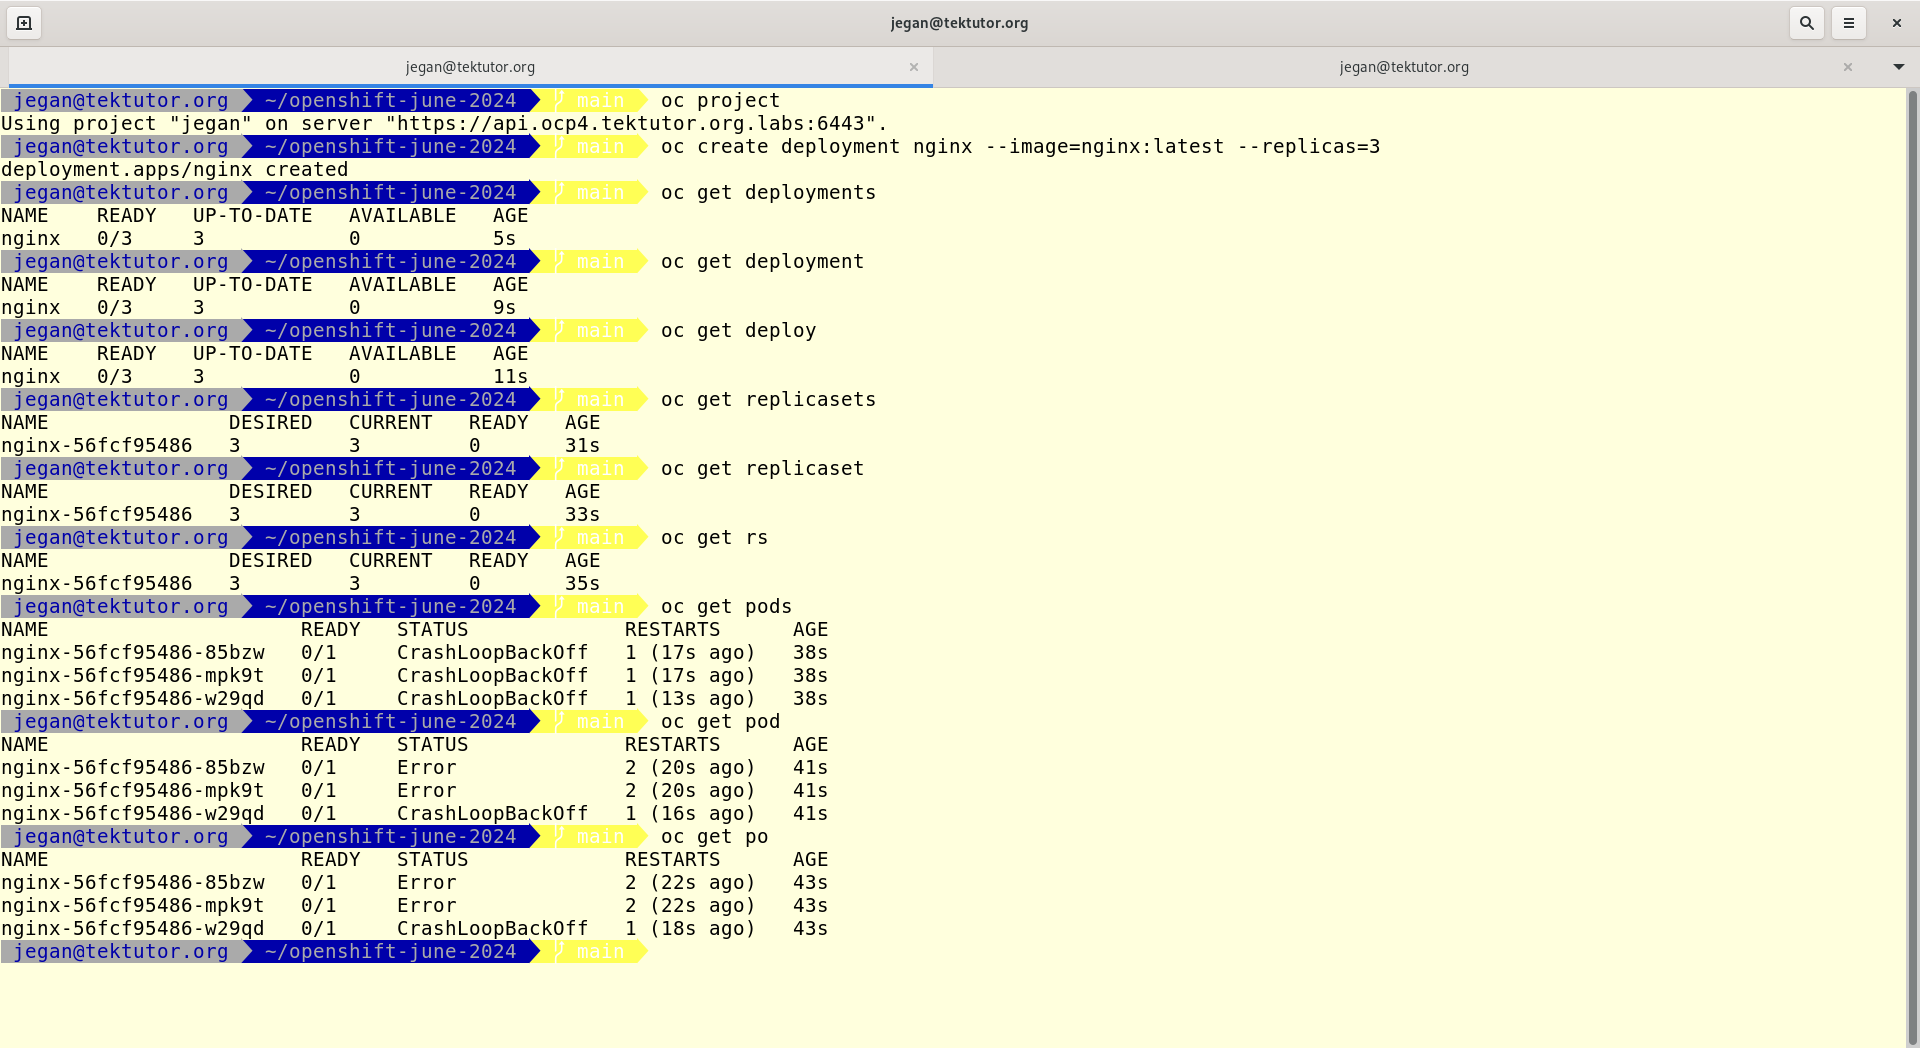 jegan@tektutor.org
jegan@tektutor.org jegan@tektutor.org
jegan@tektutor.org ~/openshift-june-2024 main oc project
Using project "jegan" on server "https://api.ocp4.tektutor.org.labs:6443".
jegan@tektutor.org ~/openshift-june-2024 main oc create deployment nginx --image=nginx:latest --replicas=3
deployment.apps/nginx created
jegan@tektutor.org ~/openshift-june-2024 main oc get deployments
NAME READY UP-TO-DATE AVAILABLE AGE
nginx 0/3 3 0 5s
jegan@tektutor.org ~/openshift-june-2024 main oc get deployment
NAME READY UP-TO-DATE AVAILABLE AGE
nginx 0/3 3 0 9s
jegan@tektutor.org ~/openshift-june-2024 main oc get deploy
NAME READY UP-TO-DATE AVAILABLE AGE
nginx 0/3 3 0 11s
jegan@tektutor.org ~/openshift-june-2024 main oc get replicasets
NAME DESIRED CURRENT READY AGE
nginx-56fcf95486 3 3 0 31s
jegan@tektutor.org ~/openshift-june-2024 main oc get replicaset
NAME DESIRED CURRENT READY AGE
nginx-56fcf95486 3 3 0 33s
jegan@tektutor.org ~/openshift-june-2024 main oc get rs
NAME DESIRED CURRENT READY AGE
nginx-56fcf95486 3 3 0 35s
jegan@tektutor.org ~/openshift-june-2024 main oc get pods
NAME READY STATUS RESTARTS AGE
nginx-56fcf95486-85bzw 0/1 CrashLoopBackOff 1 (17s ago) 38s
nginx-56fcf95486-mpk9t 0/1 CrashLoopBackOff 1 (17s ago) 38s
nginx-56fcf95486-w29qd 0/1 CrashLoopBackOff 1 (13s ago) 38s
jegan@tektutor.org ~/openshift-june-2024 main oc get pod
NAME READY STATUS RESTARTS AGE
nginx-56fcf95486-85bzw 0/1 Error 2 (20s ago) 41s
nginx-56fcf95486-mpk9t 0/1 Error 2 (20s ago) 41s
nginx-56fcf95486-w29qd 0/1 CrashLoopBackOff 1 (16s ago) 41s
jegan@tektutor.org ~/openshift-june-2024 main oc get po
NAME READY STATUS RESTARTS AGE
nginx-56fcf95486-85bzw 0/1 Error 2 (22s ago) 43s
nginx-56fcf95486-mpk9t 0/1 Error 2 (22s ago) 43s
nginx-56fcf95486-w29qd 0/1 CrashLoopBackOff 1 (18s ago) 43s
jegan@tektutor.org ~/openshift-june-2024 main